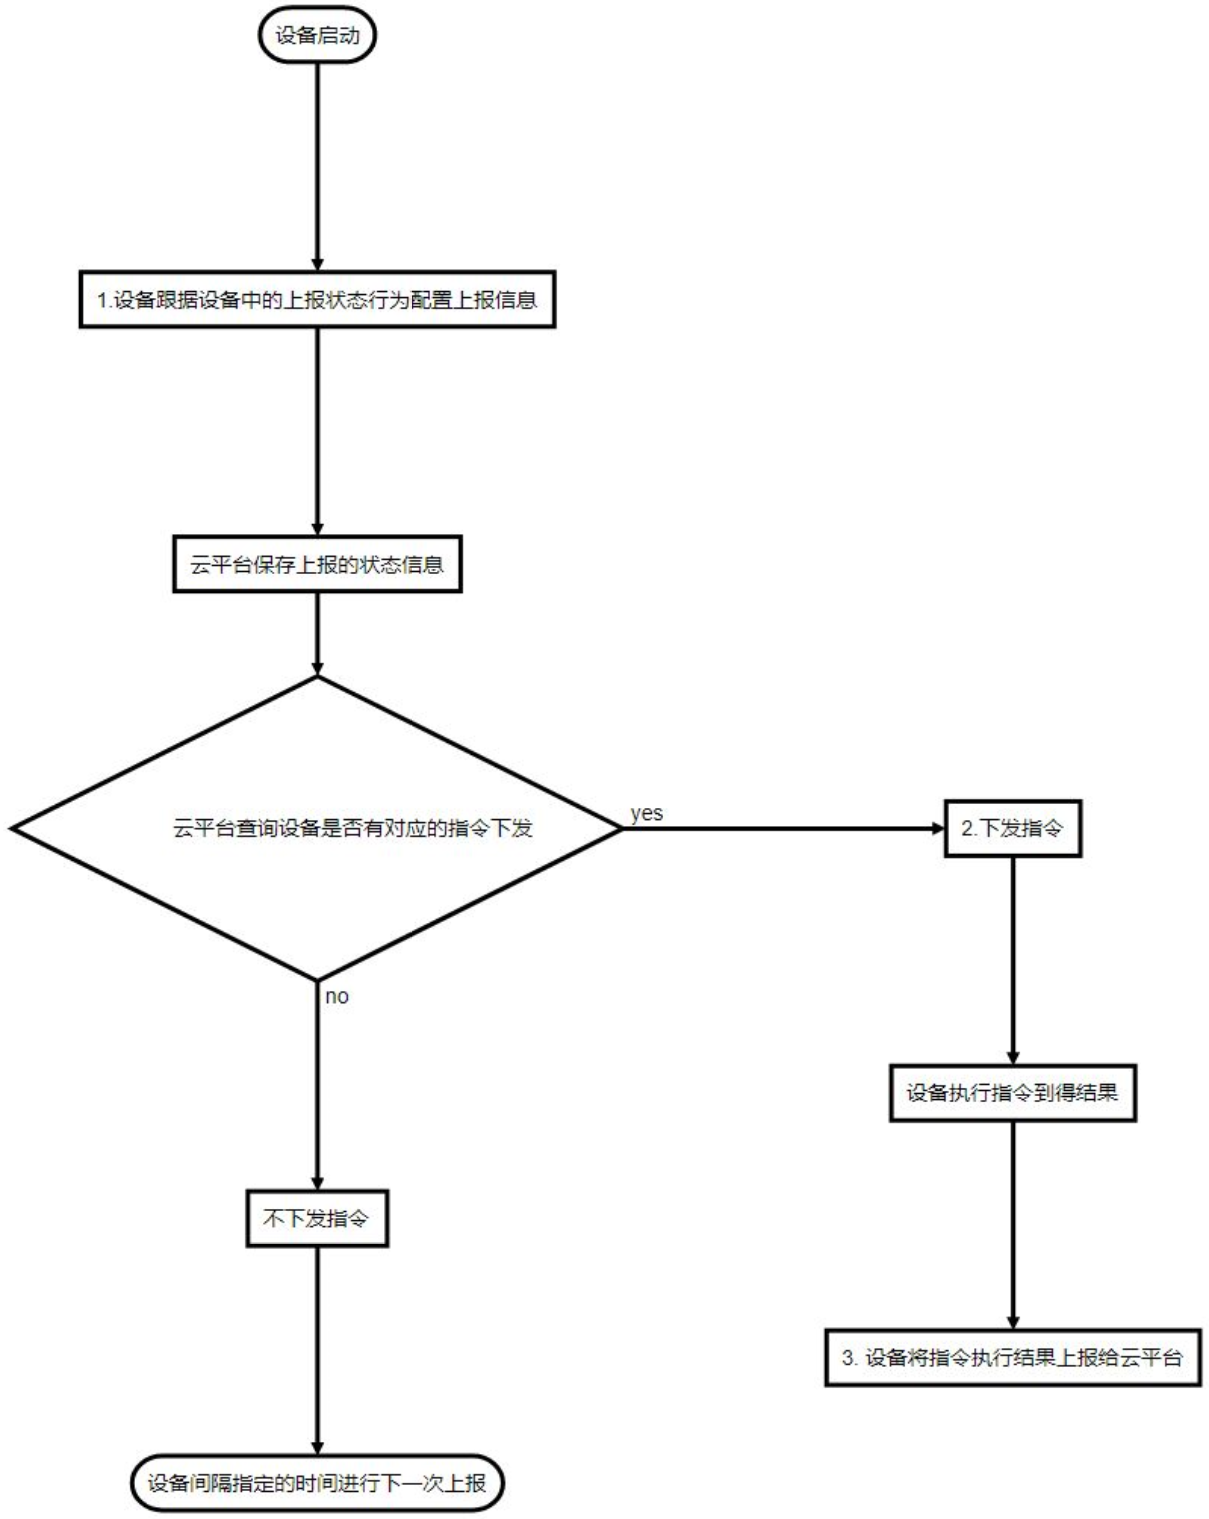 设备启动
1.设备跟据设备中的上报状态行为配置上报信息
云平台保存上报的状态信息
云平台查询设备是否有对应的指令下发
yes
2.下发指令
no
设备执行指令到得结果
不下发指令
3. 设备将指令执行结果上报给云平台
设备间隔指定的时间进行下一次上报